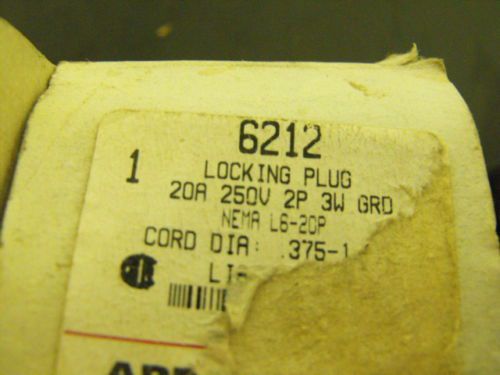 6212
1 LOCKING PLUG
20A 250V 2P 3W GRD
NEMA L6-20P
CORD DIA: .375-1